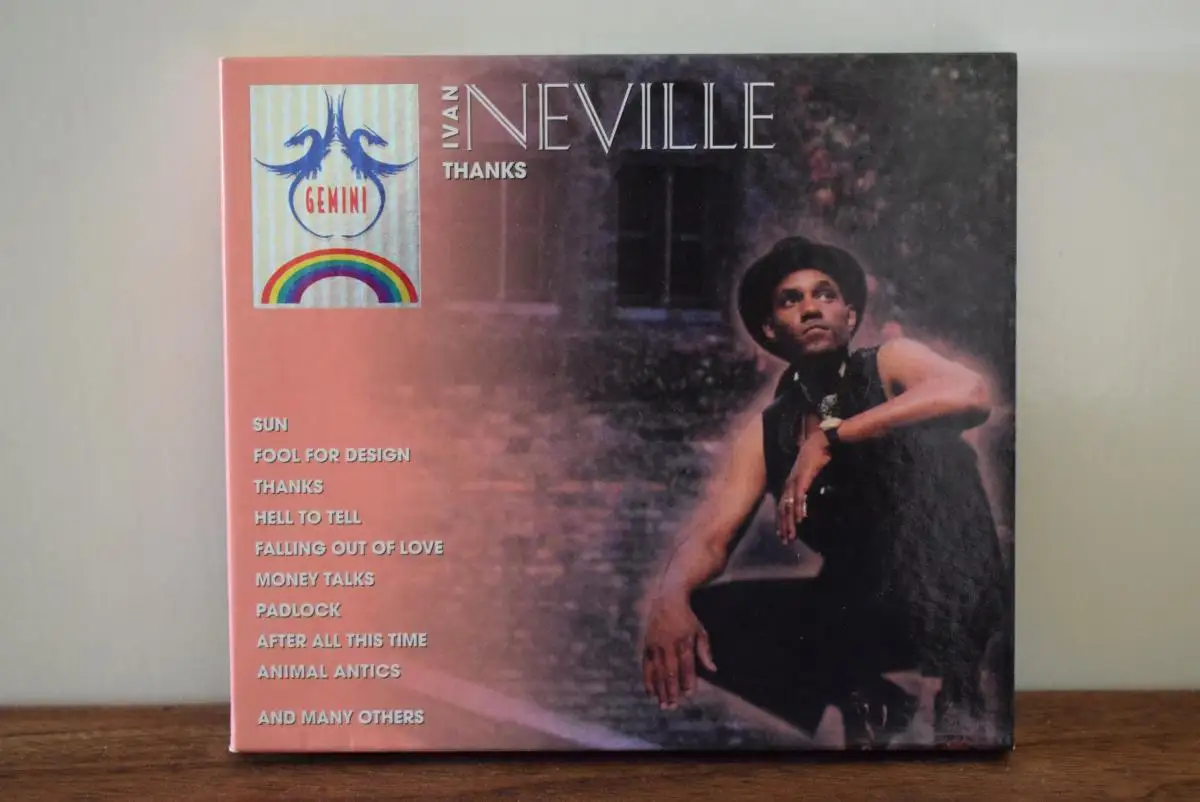 GEMINI
IVAN
NEVILLE
THANKS
SUN
FOOL FOR DESIGN
THANKS
HELL TO TELL
FALLING OUT OF LOVE
MONEY TALKS
PADLOCK
AFTER ALL THIS TIME
ANIMAL ANTICS
AND MANY OTHERS